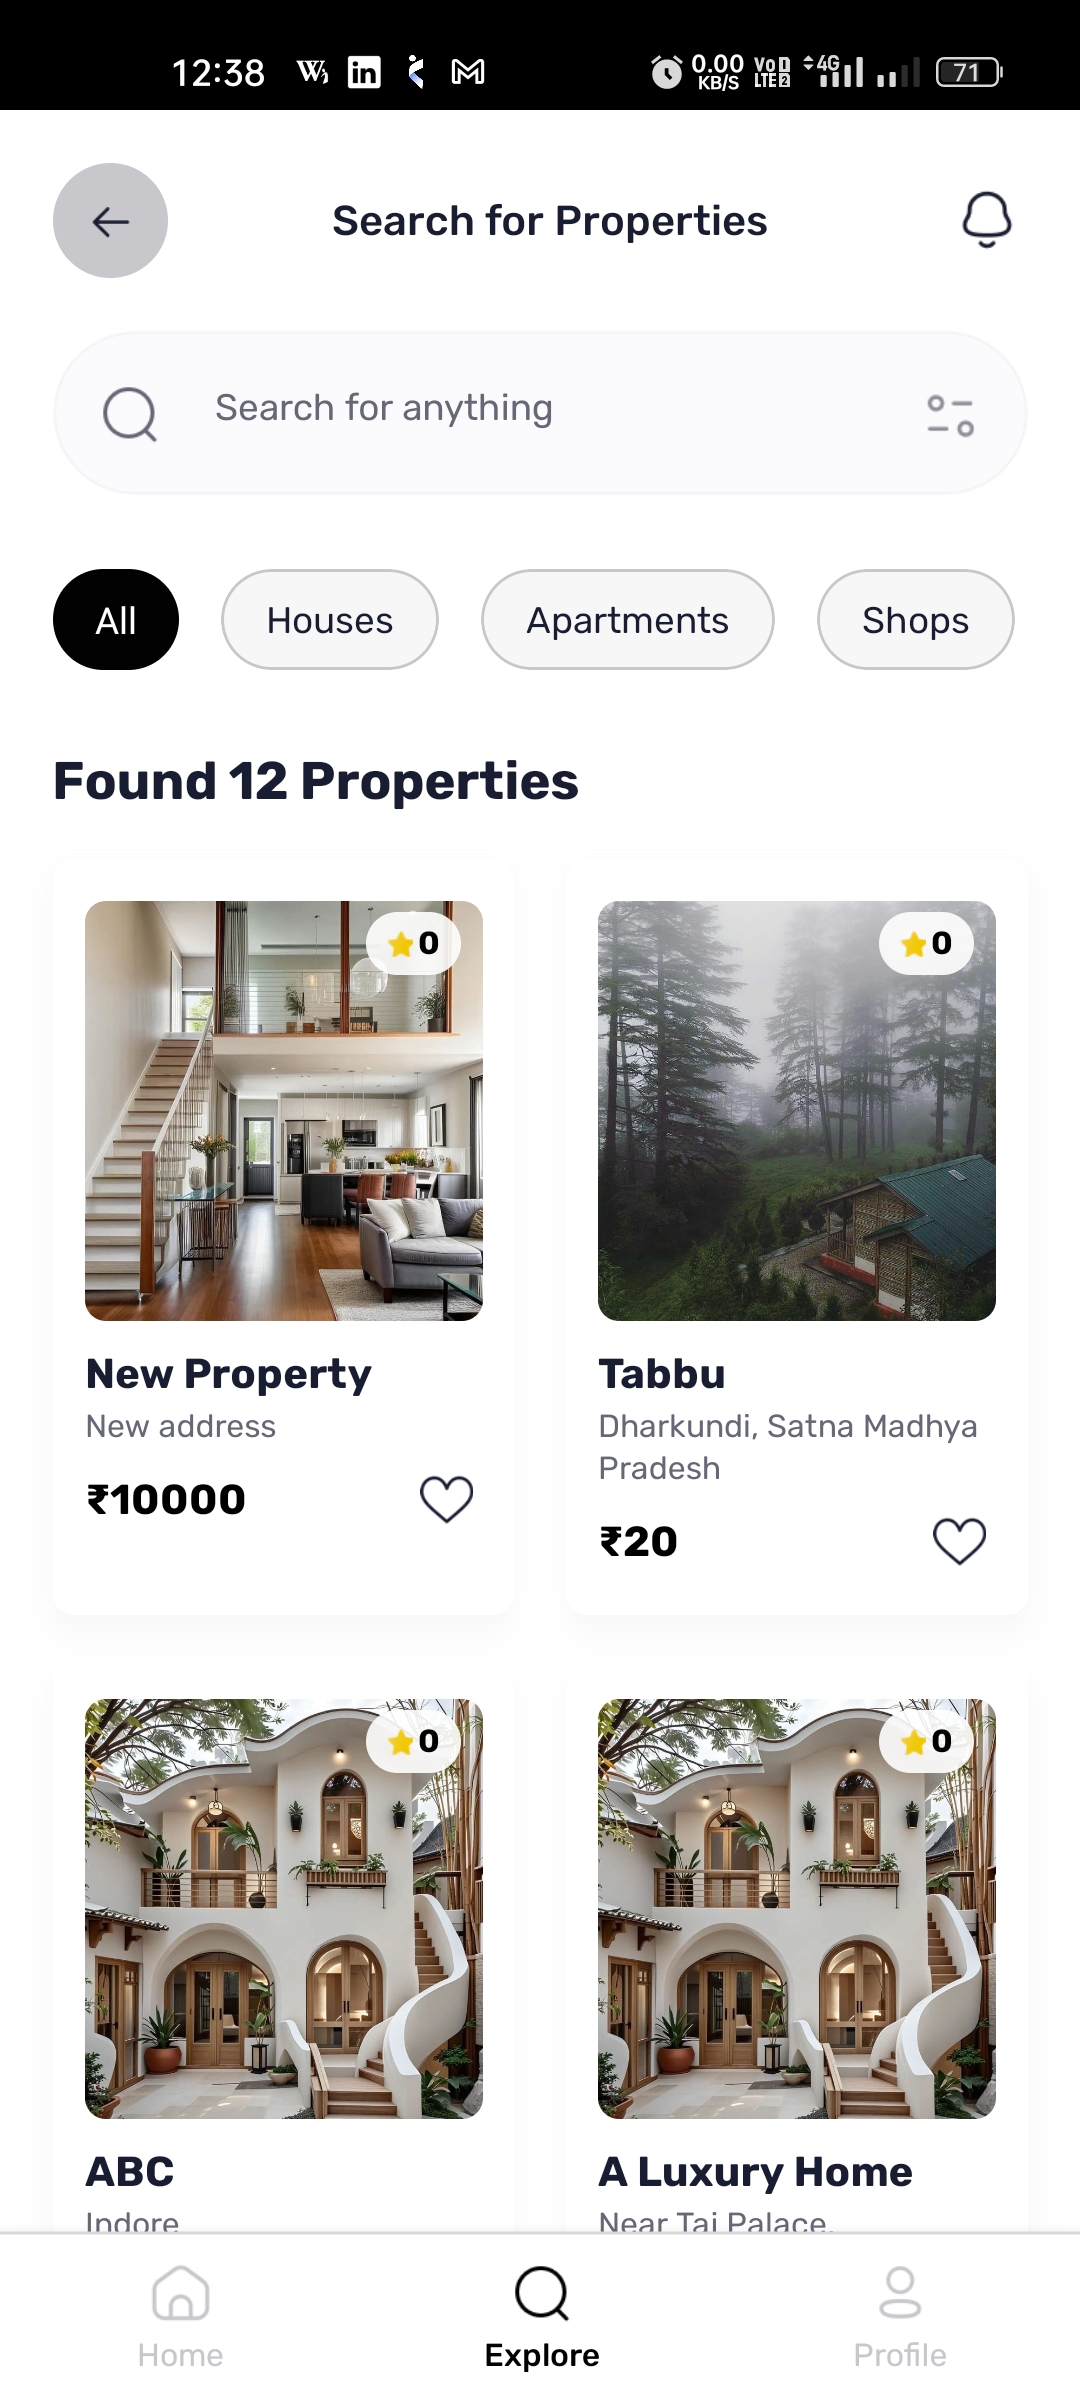 12:38
0.00
KB/S
Vo
LTE 2
4G
71
Search for Properties
Search for anything
All
Houses
Apartments
Shops
Found 12 Properties
0
0
New Property
New address
₹10000
Tabbu
Dharkundi, Satna Madhya
Pradesh
₹20
0
0
ABC
Indore
A Luxury Home
Near Taj Palace,
Home
Explore
Profile